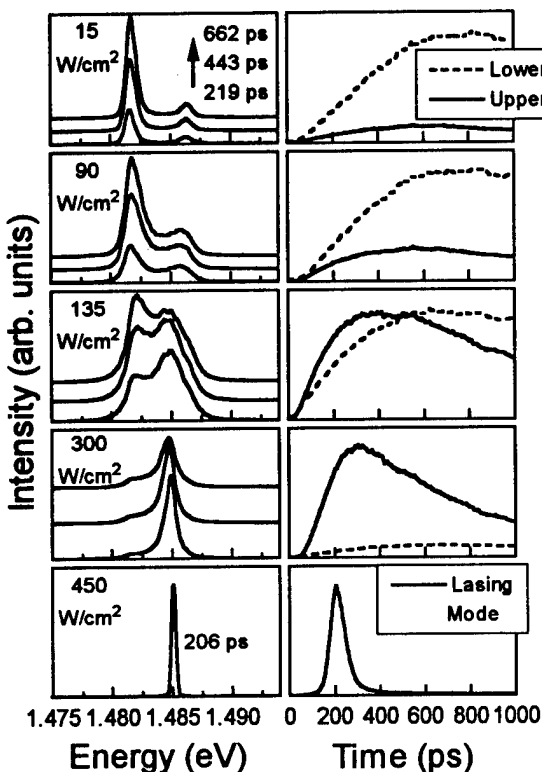 15
W/cm²
662 ps
443 ps
219 ps
Lower
Upper
90
W/cm²
135
W/cm²
300
W/cm²
450
W/cm²
206 ps
Lasing
Mode
Intensity (arb. units)
1.475 1.480 1.485 1.490
0 200 400 600 800 1000
Energy (eV)
Time (ps)